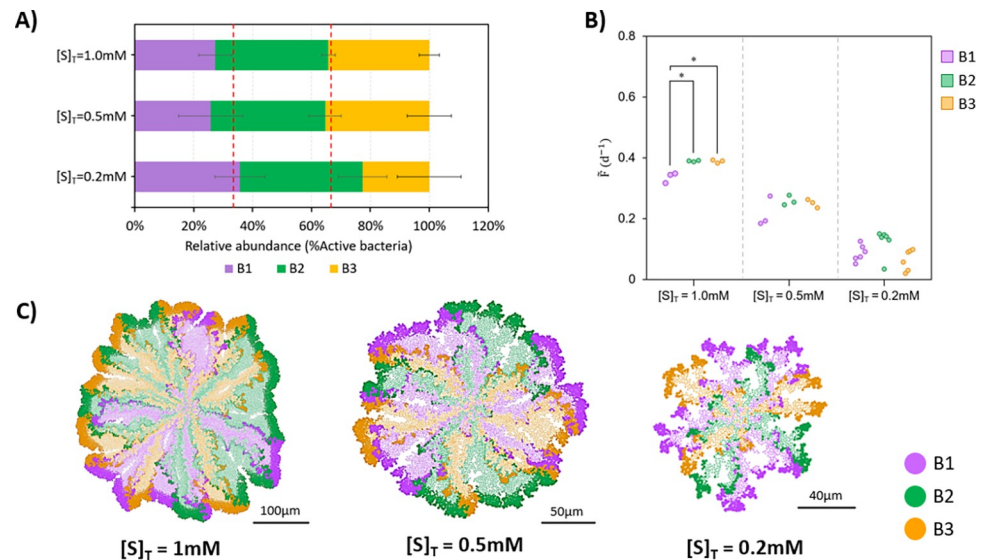 A)
[S]T=1.0mM
[S]T=0.5mM
[S]T=0.2mM
0% 20% 40% 60% 80% 100% 120%
Relative abundance (%Active bacteria)
B1 B2 B3
B)
0.8
0.6
0.4
0.2
0
F̄ (d⁻¹)
* *
[S]T = 1.0mM [S]T = 0.5mM [S]T = 0.2mM
B1
B2
B3
C)
100µm
50µm
40µm
[S]T = 1mM
[S]T = 0.5mM
[S]T = 0.2mM
B1
B2
B3